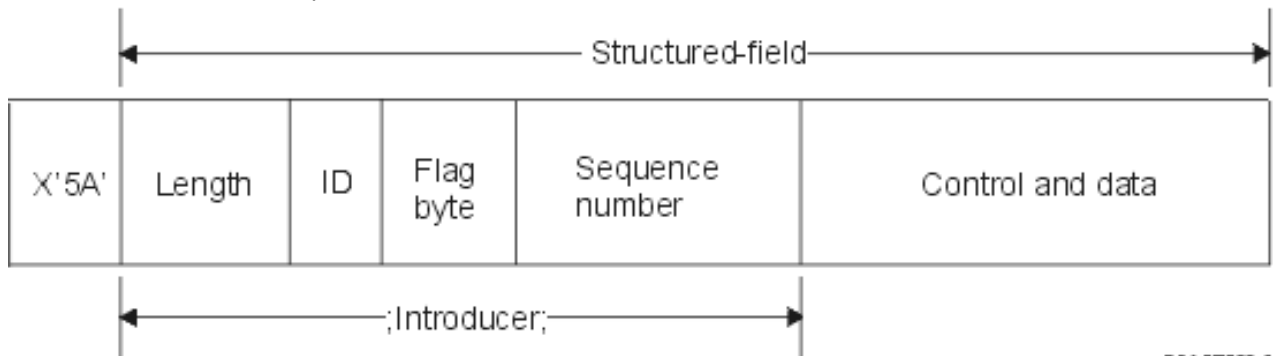 Structured-field
X'5A'
Length
ID
Flag
byte
Sequence
number
Control and data
;Introducer;